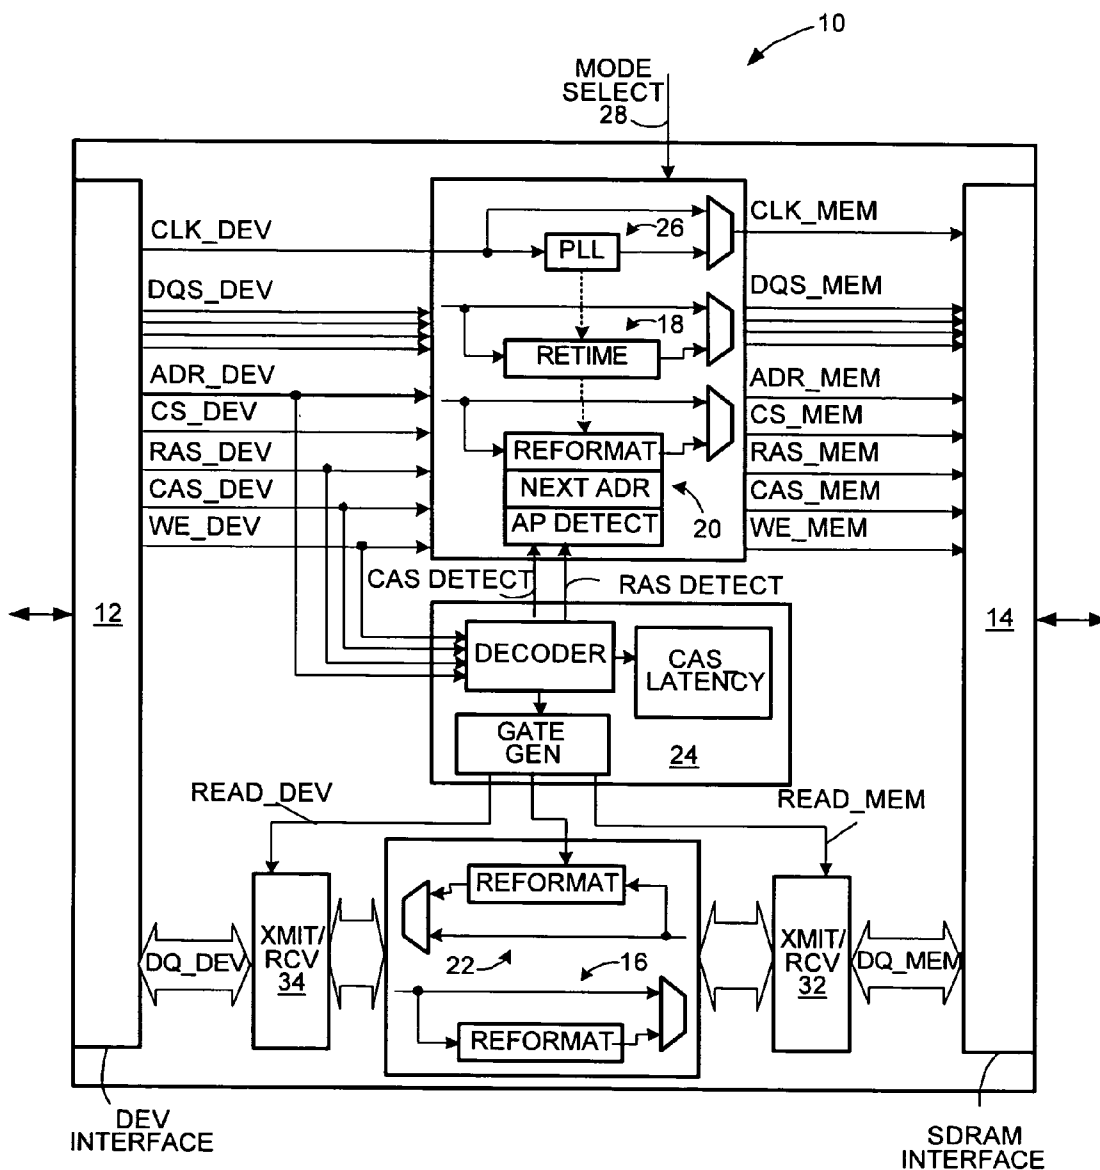 10
MODE
SELECT
28
CLK_DEV
DQS_DEV
ADR_DEV
CS_DEV
RAS_DEV
CAS_DEV
WE_DEV
PLL
26
18
RETIME
REFORMAT
NEXT ADR
AP DETECT
20
CLK_MEM
DQS_MEM
ADR_MEM
CS_MEM
RAS_MEM
CAS_MEM
WE_MEM
CAS DETECT
RAS DETECT
12
14
DECODER
CAS_
LATENCY
GATE
GEN
24
READ_DEV
READ_MEM
REFORMAT
22
16
REFORMAT
DQ_DEV
XMIT/
RCV
34
XMIT/
RCV
32
DQ_MEM
DEV
INTERFACE
SDRAM
INTERFACE